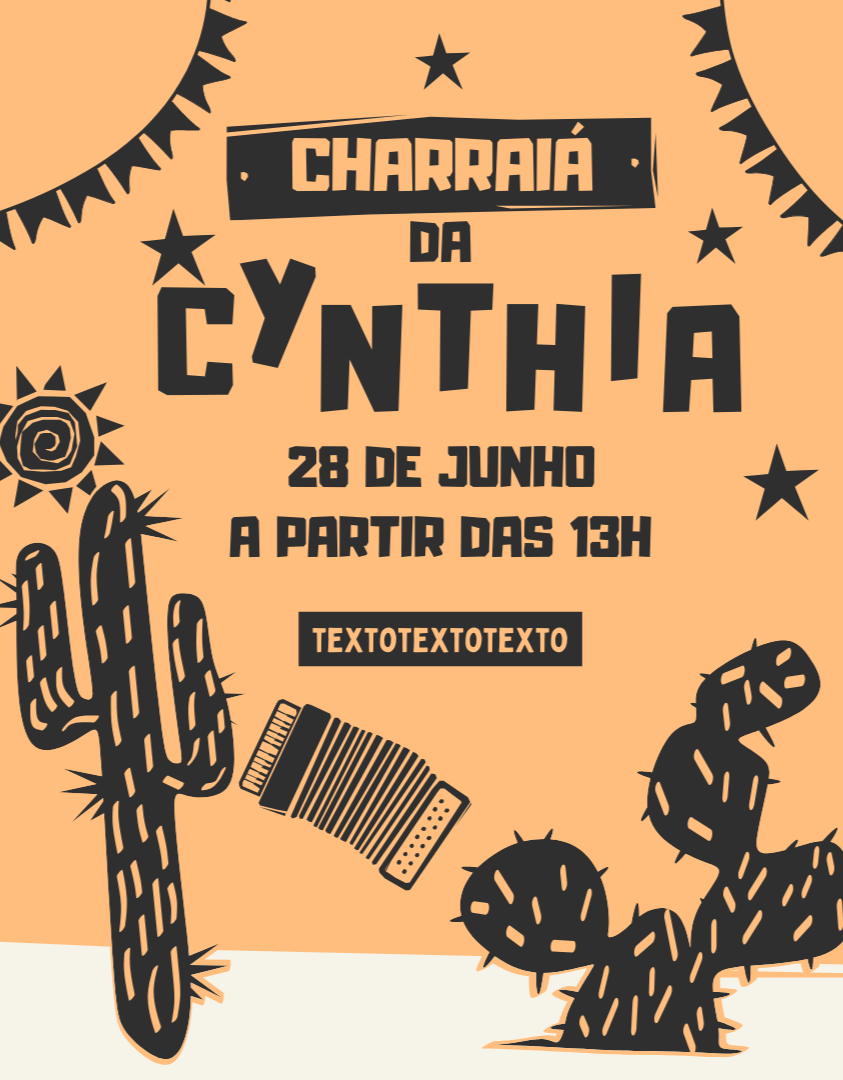 CHARRAIÁ
DA
CYNTHIA
28 DE JUNHO
A PARTIR DAS 13H
TEXTOTEXTOTEXTO